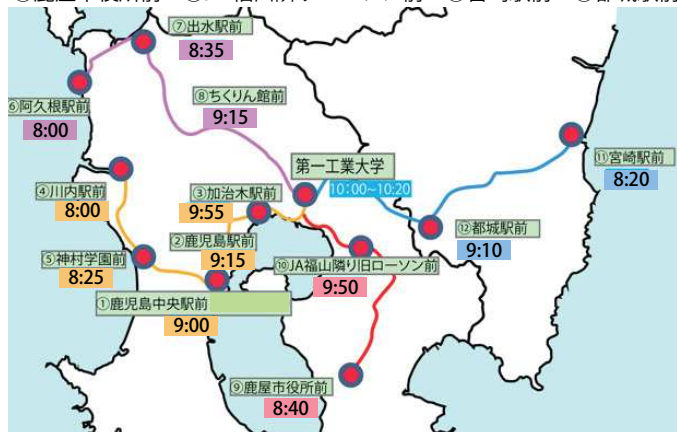 ⑦出水駅前
8:35
⑥阿久根駅前
8:00
⑧ちくりん館前
9:15
第一工業大学
10:00~10:20
⑪宮崎駅前
8:20
④川内駅前
8:00
③加治木駅前
9:55
②鹿児島駅前
9:15
⑫都城駅前
9:10
⑤神村学園前
8:25
⑩JA福山隣り旧ローソン前
9:50
①鹿児島中央駅前
9:00
⑨鹿屋市役所前
8:40